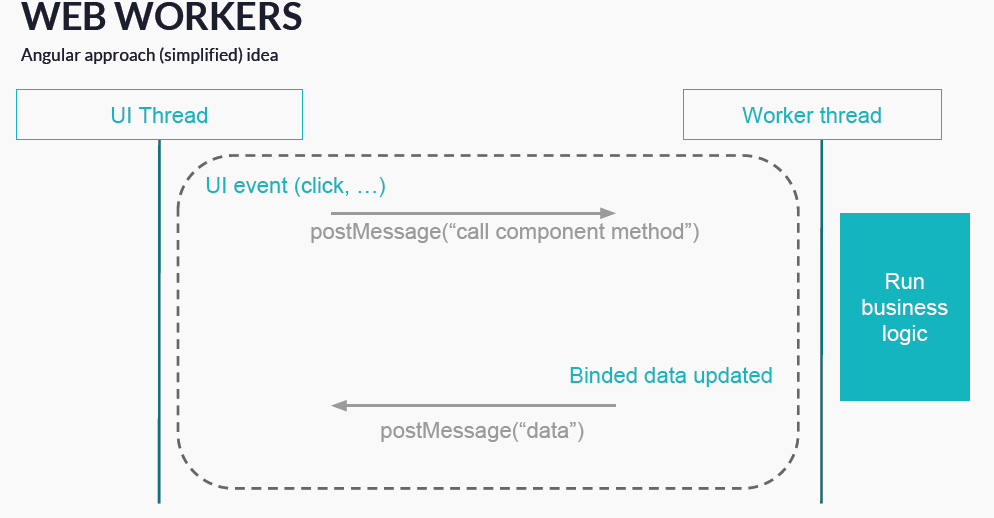 WEB WORKERS
Angular approach (simplified) idea
UI Thread
Worker thread
UI event (click, …)
postMessage(“call component method”)
Run
business
logic
Binded data updated
postMessage(“data”)